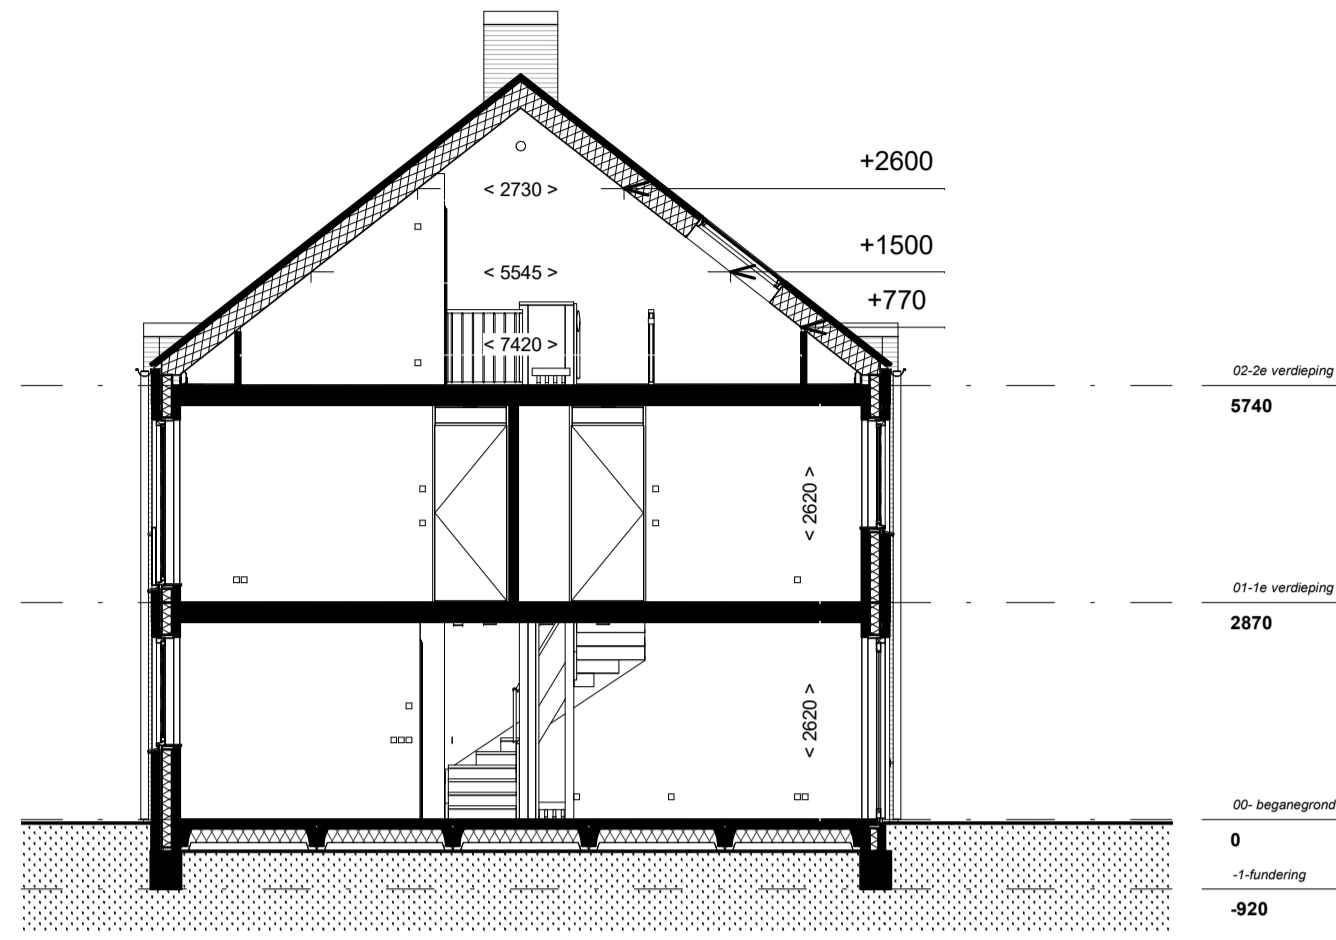 +2600
< 2730 >
+1500
< 5545 >
+770
< 7420 >
02-2e verdieping
5740
< 2620 >
01-1e verdieping
2870
< 2620 >
00- beganegrond
0
-1-fundering
-920